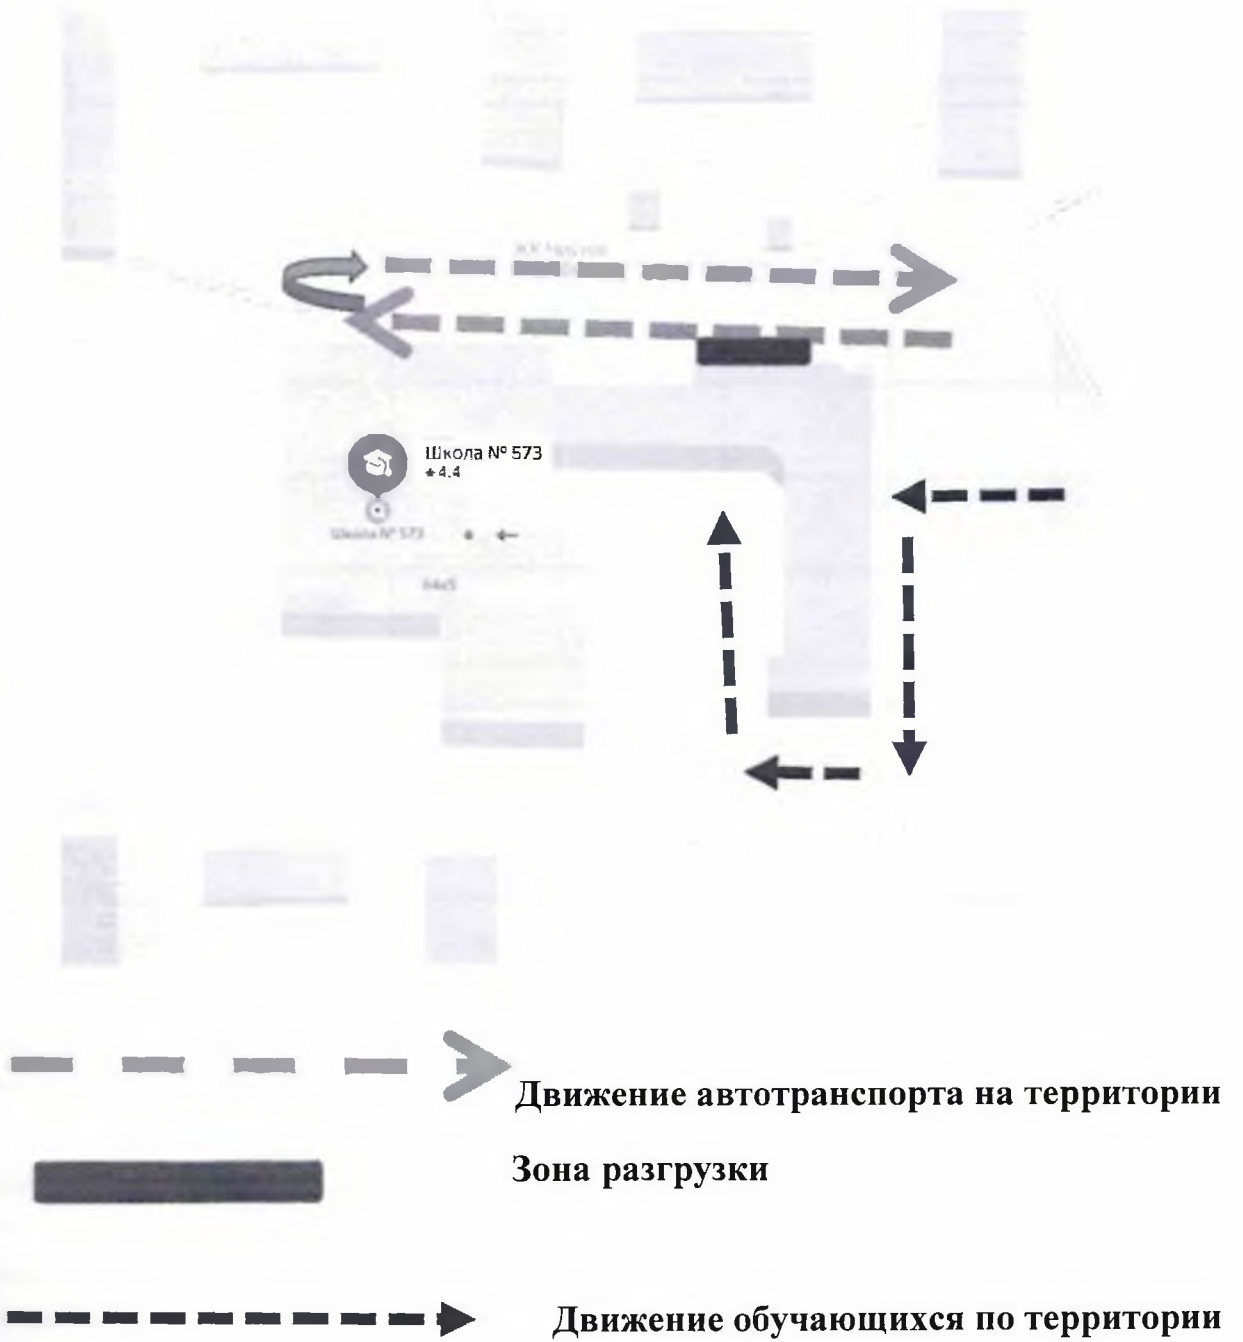 Школа № 573
★4.4
Школа № 573
Движение автотранспорта на территории
Зона разгрузки
Движение обучающихся по территории